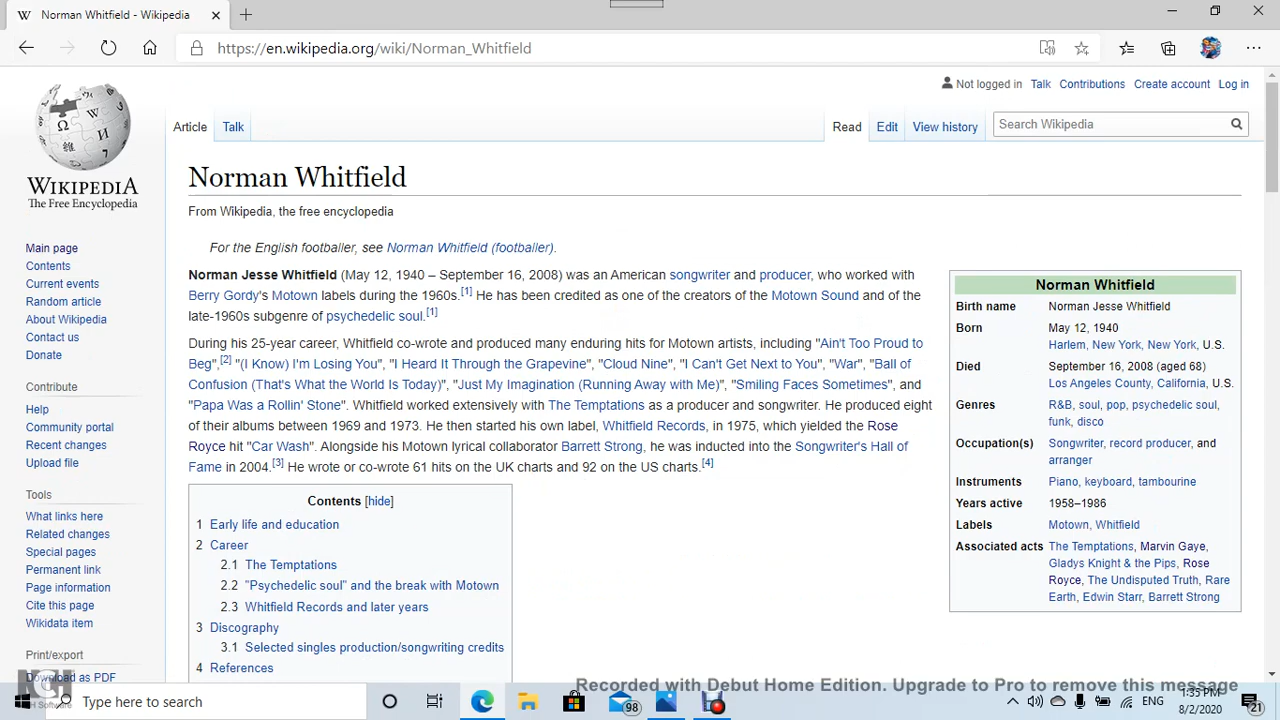 Norman Whitfield - Wikipedia
https://en.wikipedia.org/wiki/Norman_Whitfield
Not logged in Talk Contributions Create account Log in
Article Talk Read Edit View history Search Wikipedia
WIKIPEDIA
The Free Encyclopedia
Main page
Contents
Current events
Random article
About Wikipedia
Contact us
Donate
Contribute
Help
Community portal
Recent changes
Upload file
Tools
What links here
Related changes
Special pages
Permanent link
Page information
Cite this page
Wikidata item
Print/export
Download as PDF
Norman Whitfield
From Wikipedia, the free encyclopedia
For the English footballer, see Norman Whitfield (footballer).
Norman Jesse Whitfield (May 12, 1940 – September 16, 2008) was an American songwriter and producer, who worked with
Berry Gordy's Motown labels during the 1960s.[1] He has been credited as one of the creators of the Motown Sound and of the
late-1960s subgenre of psychedelic soul.[1]
During his 25-year career, Whitfield co-wrote and produced many enduring hits for Motown artists, including "Ain't Too Proud to
Beg",[2] "(I Know) I'm Losing You", "I Heard It Through the Grapevine", "Cloud Nine", "I Can't Get Next to You", "War", "Ball of
Confusion (That's What the World Is Today)", "Just My Imagination (Running Away with Me)", "Smiling Faces Sometimes", and
"Papa Was a Rollin' Stone". Whitfield worked extensively with The Temptations as a producer and songwriter. He produced eight
of their albums between 1969 and 1973. He then started his own label, Whitfield Records, in 1975, which yielded the Rose
Royce hit "Car Wash". Alongside his Motown lyrical collaborator Barrett Strong, he was inducted into the Songwriter's Hall of
Fame in 2004.[3] He wrote or co-wrote 61 hits on the UK charts and 92 on the US charts.[4]
Contents [hide]
1 Early life and education
2 Career
2.1 The Temptations
2.2 "Psychedelic soul" and the break with Motown
2.3 Whitfield Records and later years
3 Discography
3.1 Selected singles production/songwriting credits
4 References
Norman Whitfield
Birth name Norman Jesse Whitfield
Born May 12, 1940
Harlem, New York, New York, U.S.
Died September 16, 2008 (aged 68)
Los Angeles County, California, U.S.
Genres R&B, soul, pop, psychedelic soul,
funk, disco
Occupation(s) Songwriter, record producer, and
arranger
Instruments Piano, keyboard, tambourine
Years active 1958–1986
Labels Motown, Whitfield
Associated acts The Temptations, Marvin Gaye,
Gladys Knight & the Pips, Rose
Royce, The Undisputed Truth, Rare
Earth, Edwin Starr, Barrett Strong
Recorded with Debut Home Edition. Upgrade to Pro to remove this message
NCH Software
Type here to search
98
ENG
1:35 PM
8/2/2020
21